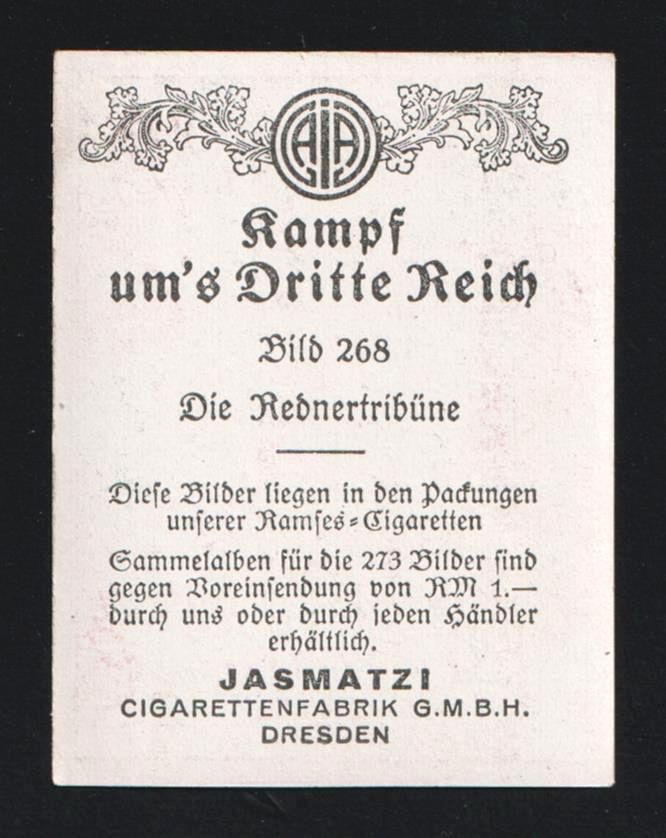 AJA
Kampf
um's Dritte Reich
Bild 268
Die Rednertribüne
Diese Bilder liegen in den Packungen
unserer Ramses-Cigaretten
Sammelalben für die 273 Bilder sind
gegen Voreinsendung von RM 1.—
durch uns oder durch jeden Händler
erhältlich.
JASMATZI
CIGARETTENFABRIK G.M.B.H.
DRESDEN